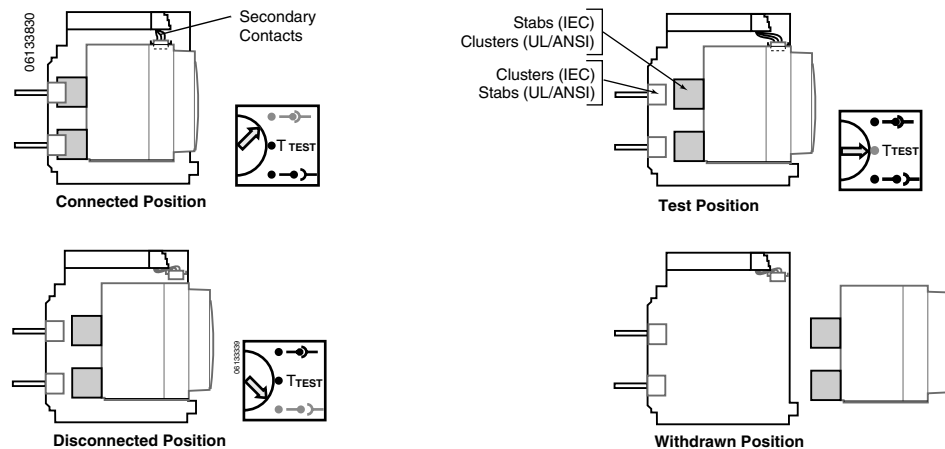 06133830
Secondary
Contacts
T TEST
Connected Position
Stabs (IEC)
Clusters (UL/ANSI)
Clusters (IEC)
Stabs (UL/ANSI)
TTEST
Test Position
06133339
TTEST
Disconnected Position
Withdrawn Position